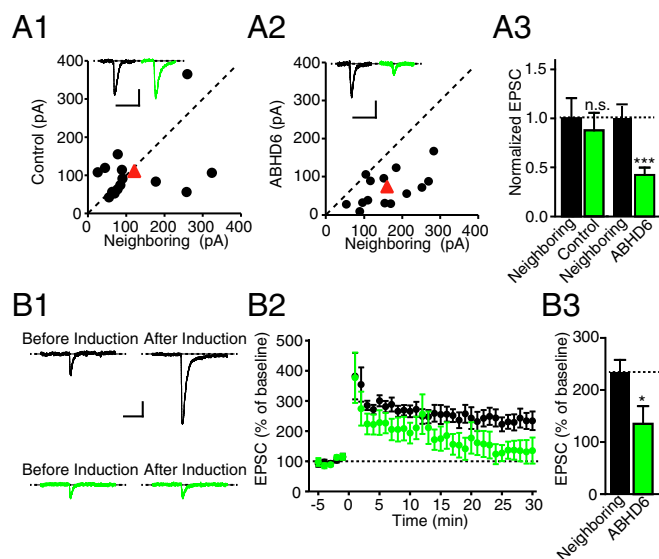 A1
A2
A3
400
300
200
100
0
Control (pA)
0
100
200
300
400
Neighboring (pA)
400
300
200
100
0
ABHD6 (pA)
0
100
200
300
400
Neighboring (pA)
1.5
1.0
0.5
0.0
Normalized EPSC
n.s.
***
Neighboring
Control
Neighboring
ABHD6
B1
B2
B3
Before Induction
After Induction
Before Induction
After Induction
500
400
300
200
100
0
EPSC (% of baseline)
-5
0
5
10
15
20
25
30
Time (min)
300
200
100
0
EPSC (% of baseline)
*
Neighboring
ABHD6